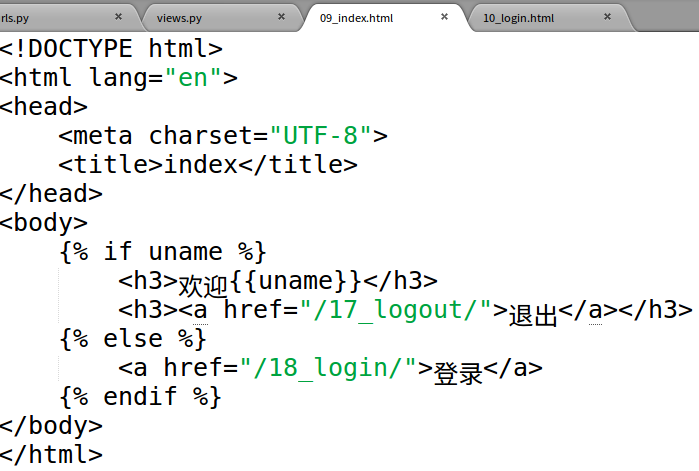 rls.py × views.py × 09_index.html × 10_login.html ×
<!DOCTYPE html>
<html lang="en">
<head>
    <meta charset="UTF-8">
    <title>index</title>
</head>
<body>
    {% if uname %}
        <h3>欢迎{{uname}}</h3>
        <h3><a href="/17_logout/">退出</a></h3>
    {% else %}
        <a href="/18_login/">登录</a>
    {% endif %}
</body>
</html>